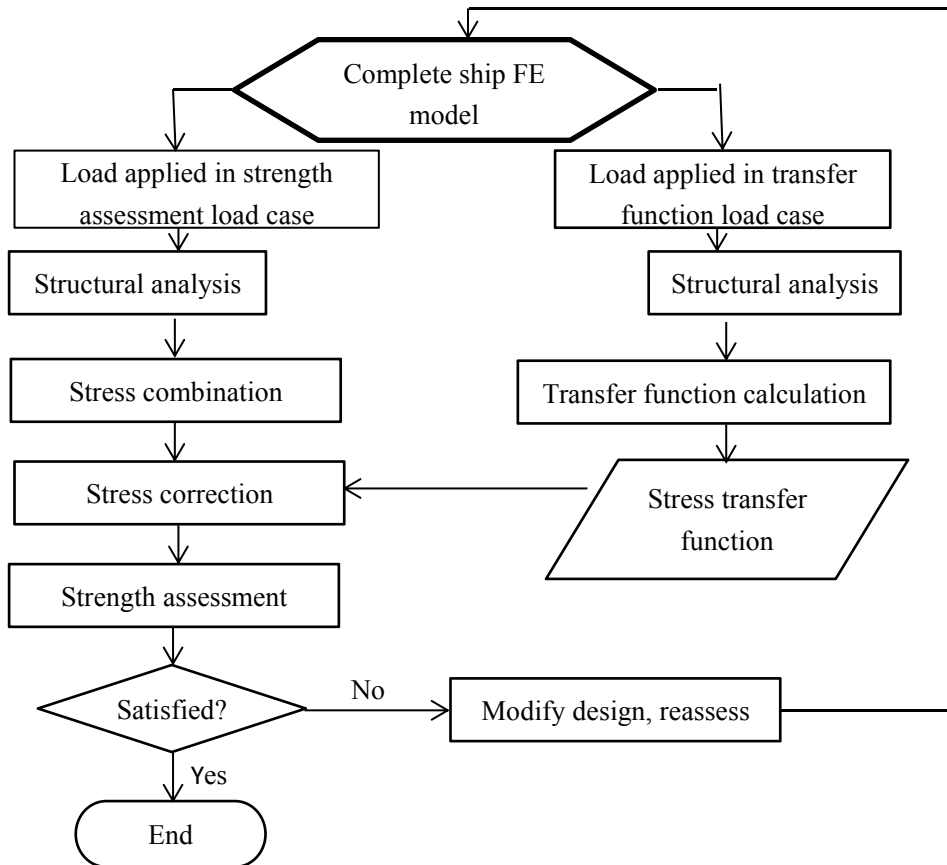 Complete ship FE
model
Load applied in strength
assessment load case
Load applied in transfer
function load case
Structural analysis
Structural analysis
Stress combination
Transfer function calculation
Stress correction
Stress transfer
function
Strength assessment
Satisfied?
No
Modify design, reassess
Yes
End